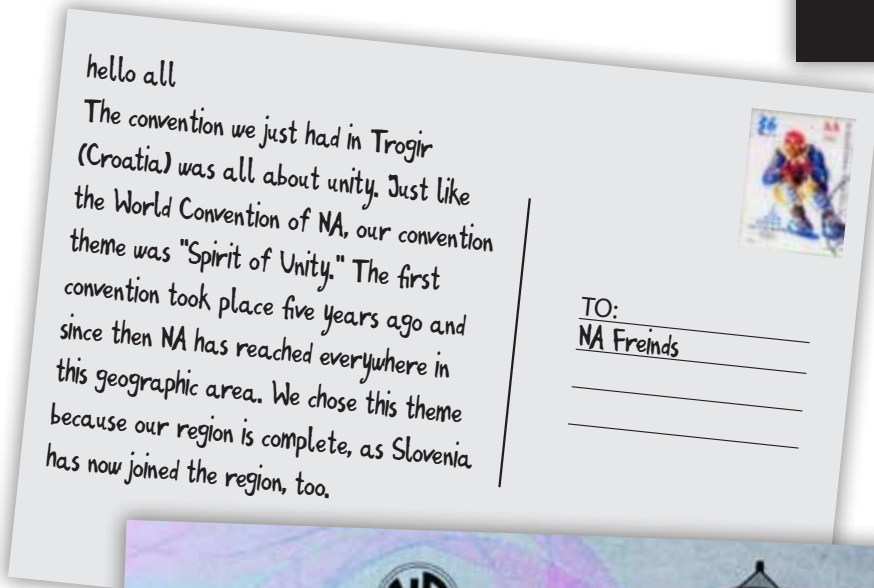 hello all
The convention we just had in Trogir
(Croatia) was all about unity. Just like
the World Convention of NA, our convention
theme was "Spirit of Unity." The first
convention took place five years ago and
since then NA has reached everywhere in
this geographic area. We chose this theme
because our region is complete, as Slovenia
has now joined the region, too.
TO:
NA Freinds